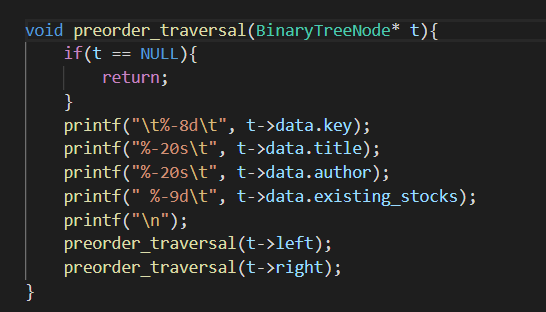 void preorder_traversal(BinaryTreeNode* t){
    if(t == NULL){
        return;
    }
    printf("\t%-8d\t", t->data.key);
    printf("%-20s\t", t->data.title);
    printf("%-20s\t", t->data.author);
    printf(" %-9d\t", t->data.existing_stocks);
    printf("\n");
    preorder_traversal(t->left);
    preorder_traversal(t->right);
}